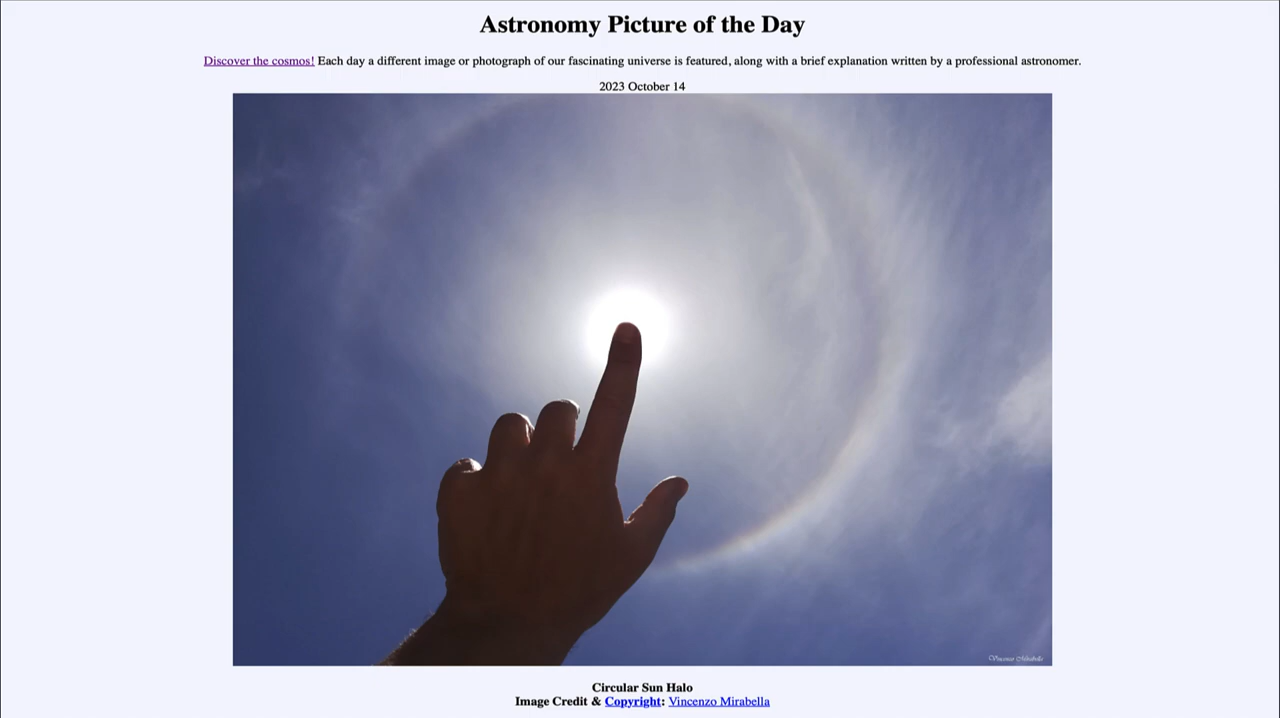 Astronomy Picture of the Day
Discover the cosmos! Each day a different image or photograph of our fascinating universe is featured, along with a brief explanation written by a professional astronomer.
2023 October 14
Vincenzo Mirabella
Circular Sun Halo
Image Credit & Copyright: Vincenzo Mirabella